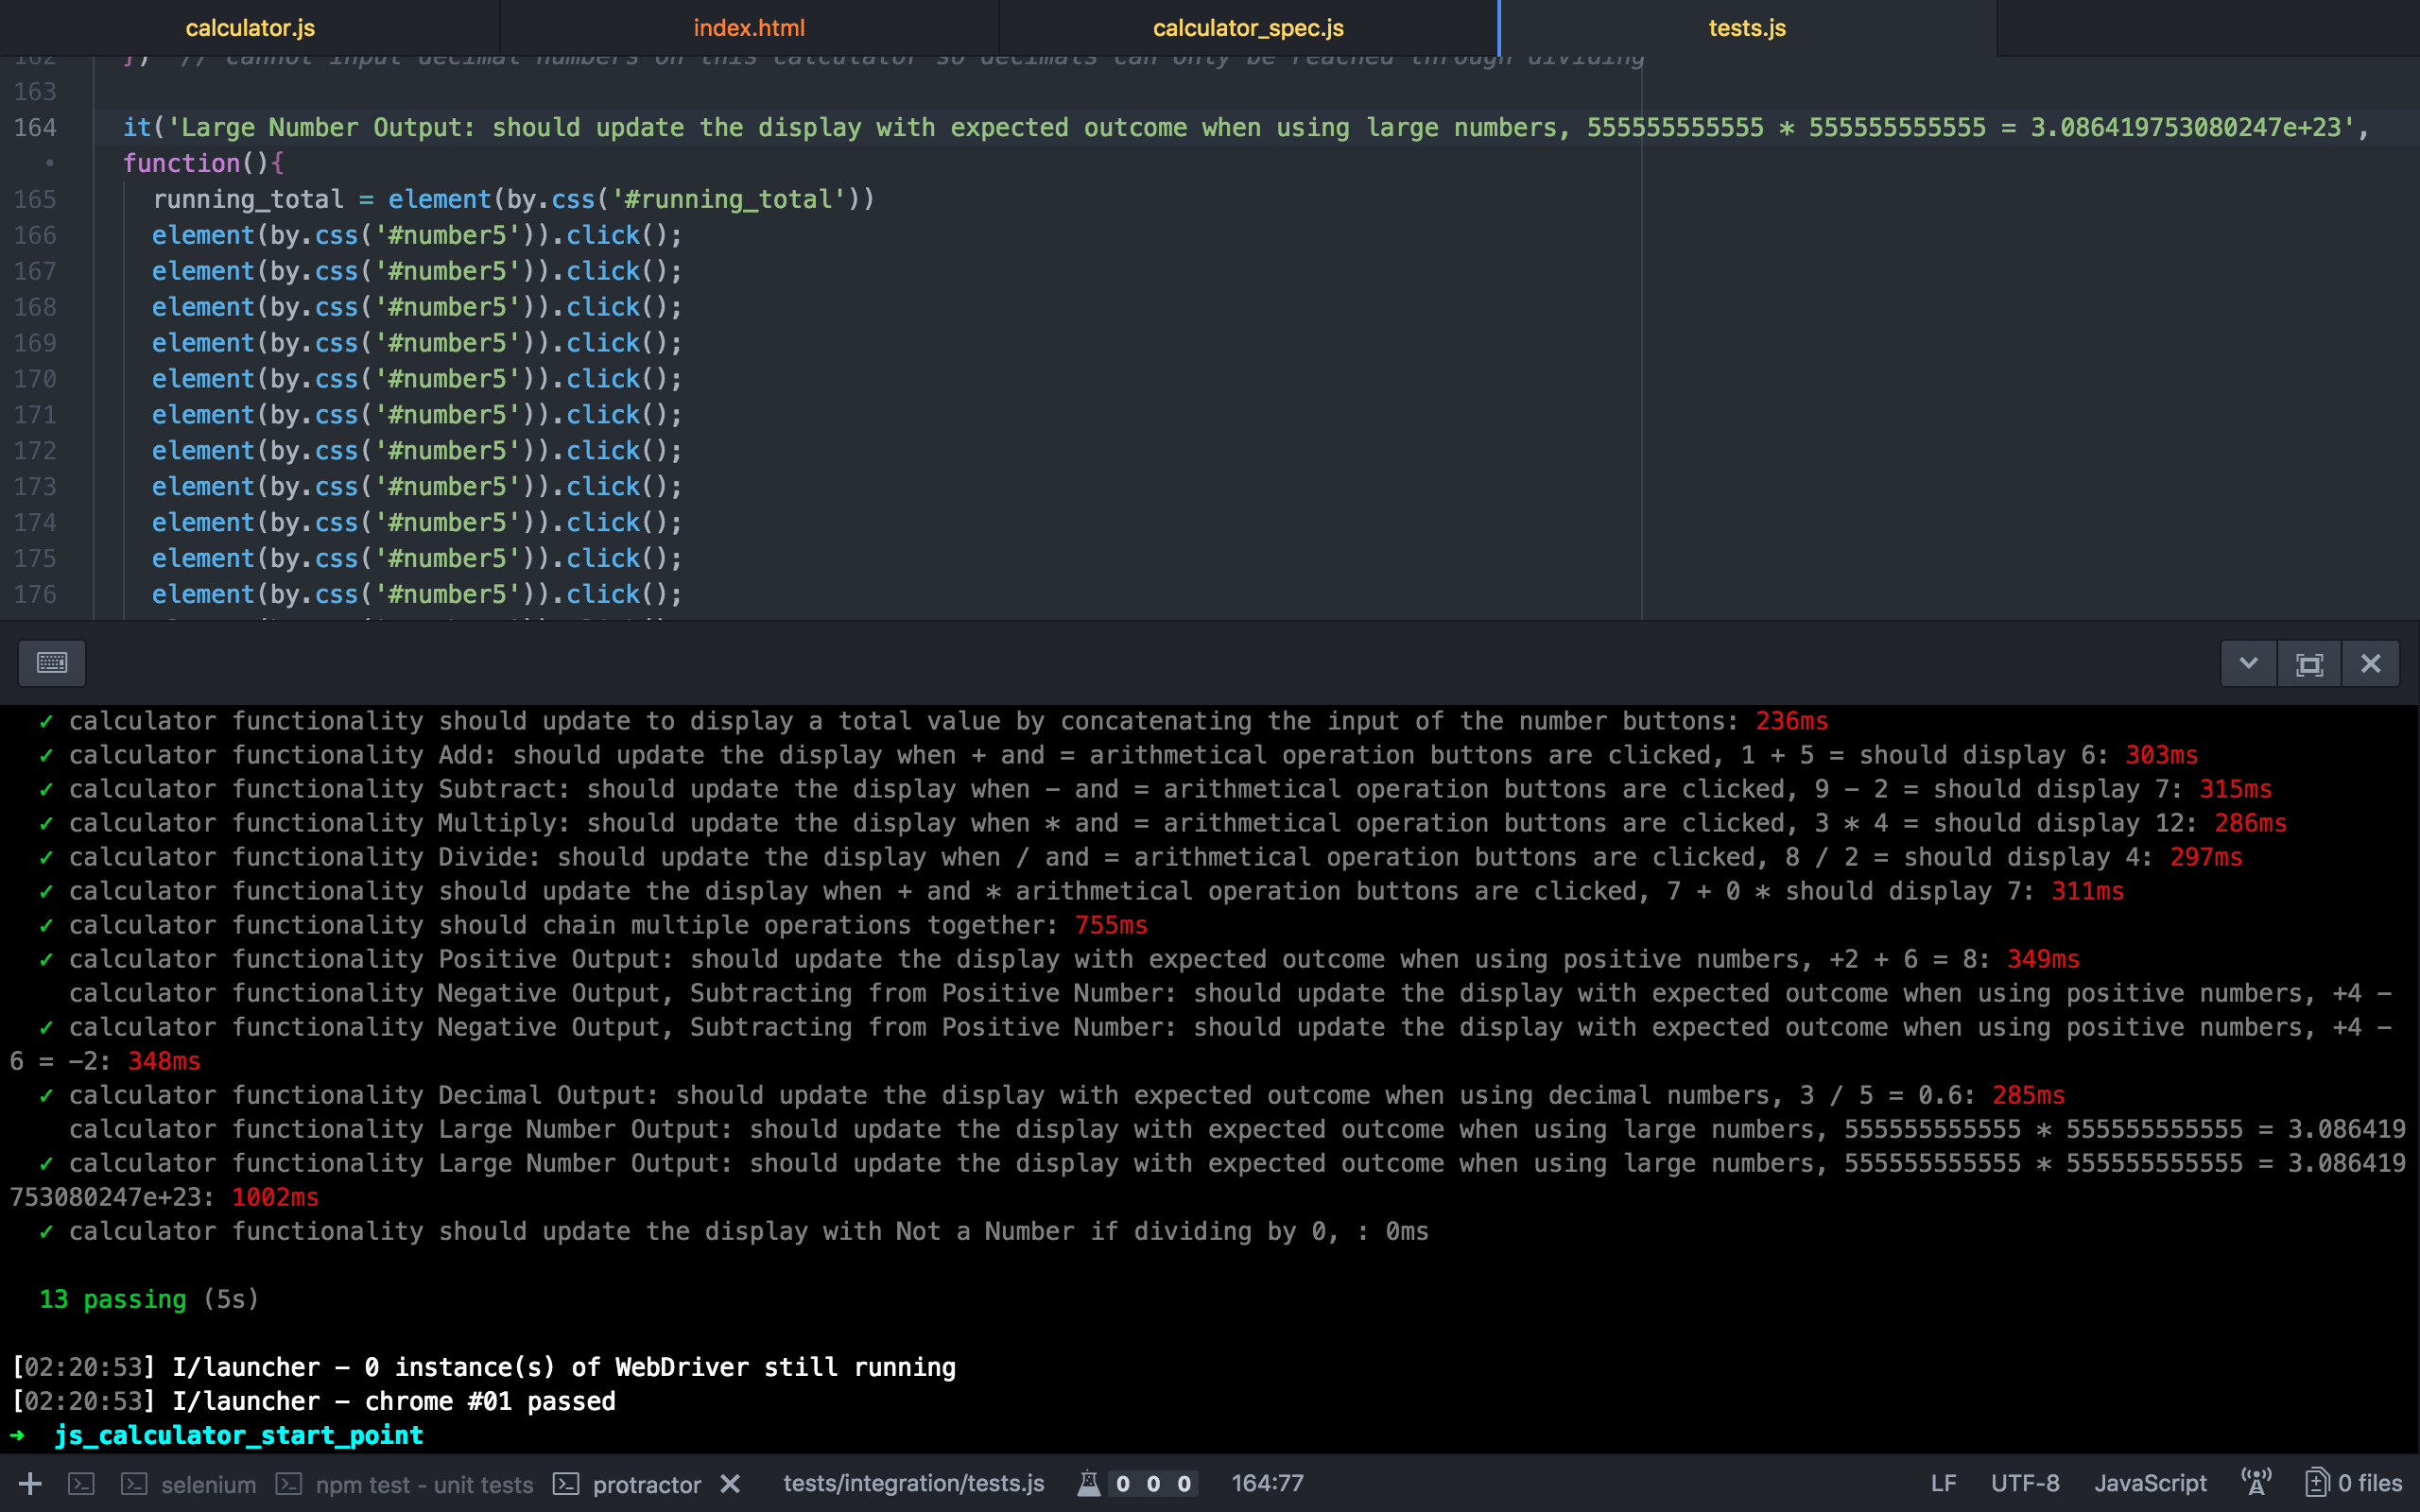 calculator.js index.html calculator_spec.js tests.js
162 }) // cannot input decimal numbers on this calculator so decimals can only be reached through dividing
163
164 it('Large Number Output: should update the display with expected outcome when using large numbers, 555555555555 * 555555555555 = 3.086419753080247e+23',
• function(){
165 running_total = element(by.css('#running_total'))
166 element(by.css('#number5')).click();
167 element(by.css('#number5')).click();
168 element(by.css('#number5')).click();
169 element(by.css('#number5')).click();
170 element(by.css('#number5')).click();
171 element(by.css('#number5')).click();
172 element(by.css('#number5')).click();
173 element(by.css('#number5')).click();
174 element(by.css('#number5')).click();
175 element(by.css('#number5')).click();
176 element(by.css('#number5')).click();
✓ calculator functionality should update to display a total value by concatenating the input of the number buttons: 236ms
✓ calculator functionality Add: should update the display when + and = arithmetical operation buttons are clicked, 1 + 5 = should display 6: 303ms
✓ calculator functionality Subtract: should update the display when - and = arithmetical operation buttons are clicked, 9 - 2 = should display 7: 315ms
✓ calculator functionality Multiply: should update the display when * and = arithmetical operation buttons are clicked, 3 * 4 = should display 12: 286ms
✓ calculator functionality Divide: should update the display when / and = arithmetical operation buttons are clicked, 8 / 2 = should display 4: 297ms
✓ calculator functionality should update the display when + and * arithmetical operation buttons are clicked, 7 + 0 * should display 7: 311ms
✓ calculator functionality should chain multiple operations together: 755ms
✓ calculator functionality Positive Output: should update the display with expected outcome when using positive numbers, +2 + 6 = 8: 349ms
calculator functionality Negative Output, Subtracting from Positive Number: should update the display with expected outcome when using positive numbers, +4 -
✓ calculator functionality Negative Output, Subtracting from Positive Number: should update the display with expected outcome when using positive numbers, +4 -
6 = -2: 348ms
✓ calculator functionality Decimal Output: should update the display with expected outcome when using decimal numbers, 3 / 5 = 0.6: 285ms
calculator functionality Large Number Output: should update the display with expected outcome when using large numbers, 555555555555 * 555555555555 = 3.086419
✓ calculator functionality Large Number Output: should update the display with expected outcome when using large numbers, 555555555555 * 555555555555 = 3.086419
753080247e+23: 1002ms
✓ calculator functionality should update the display with Not a Number if dividing by 0, : 0ms
13 passing (5s)
[02:20:53] I/launcher - 0 instance(s) of WebDriver still running
[02:20:53] I/launcher - chrome #01 passed
➜ js_calculator_start_point
selenium npm test - unit tests protractor tests/integration/tests.js 0 0 0 164:77 LF UTF-8 JavaScript 0 files